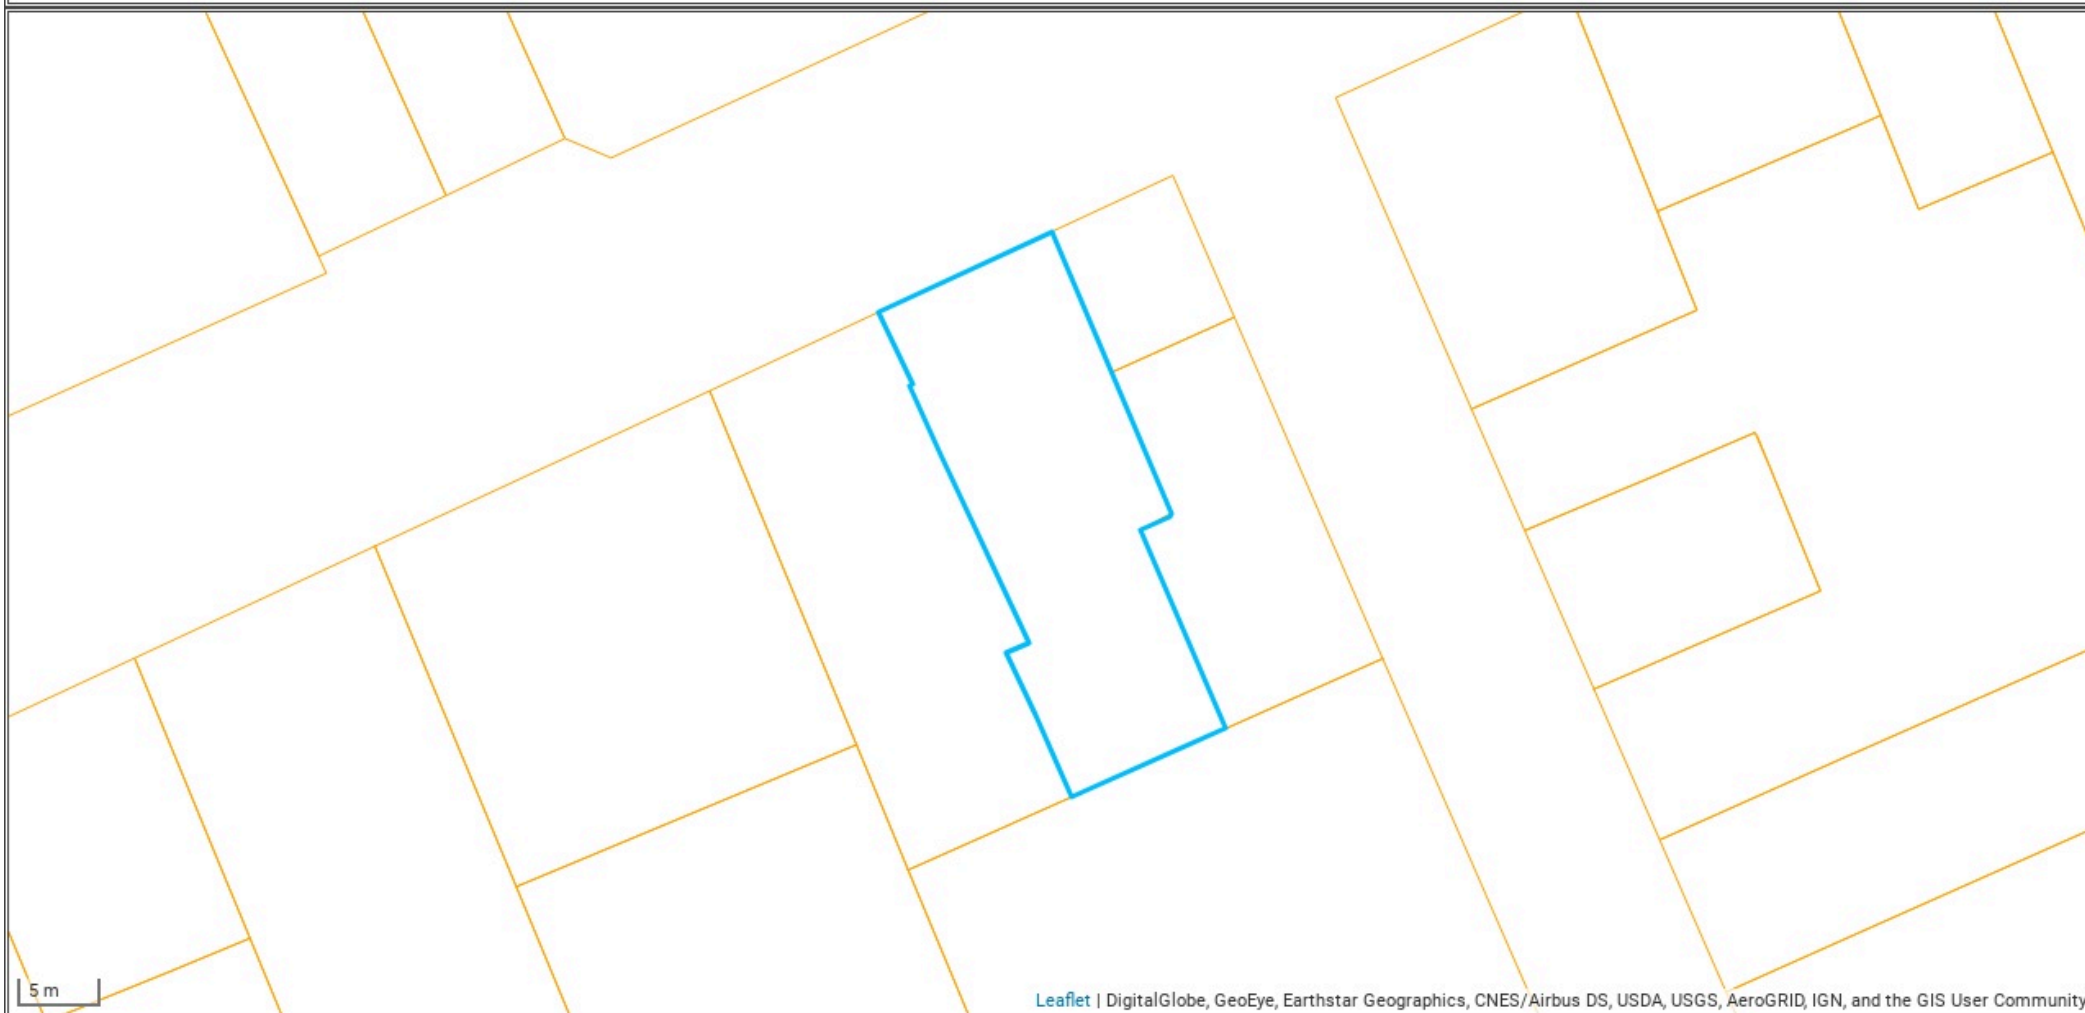 5 m
Leaflet | DigitalGlobe, GeoEye, Earthstar Geographics, CNES/Airbus DS, USDA, USGS, AeroGRID, IGN, and the GIS User Community